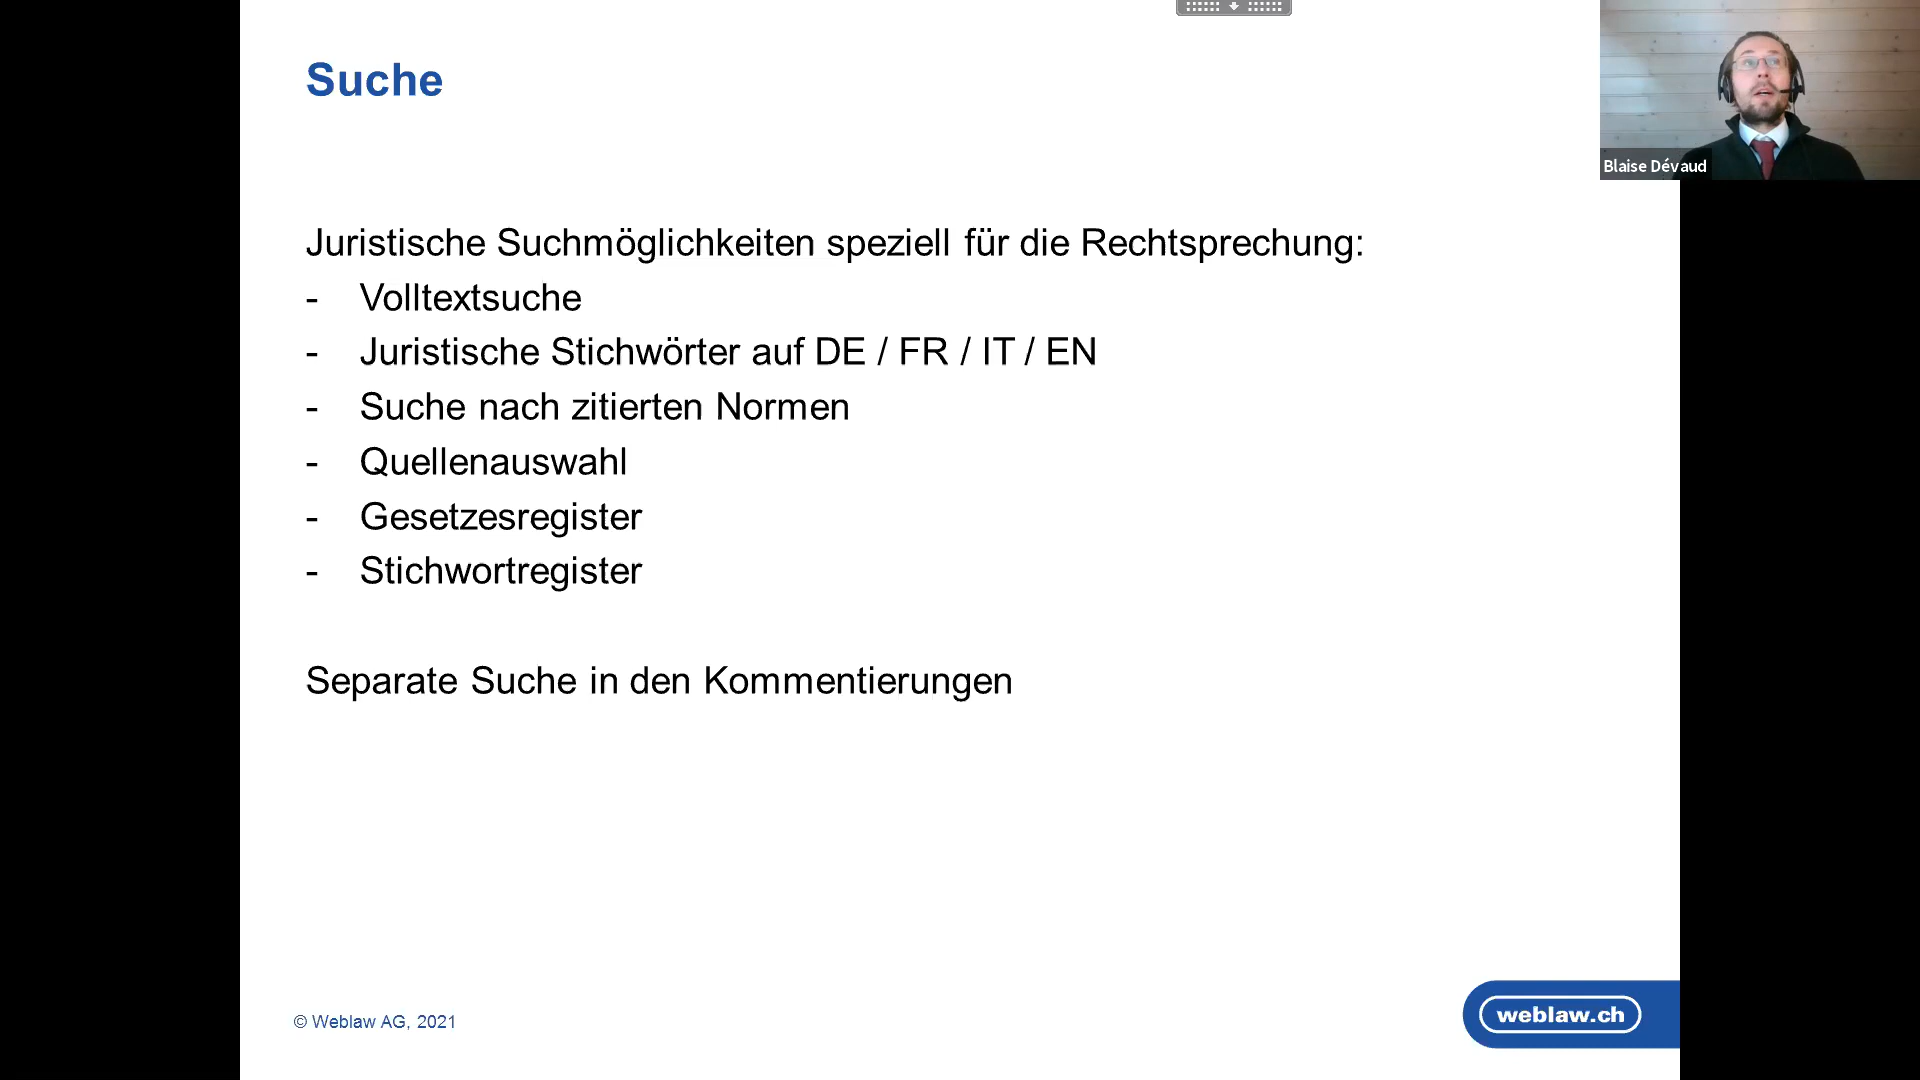 Suche
Blaise Dévaud
Juristische Suchmöglichkeiten speziell für die Rechtsprechung:
- Volltextsuche
- Juristische Stichwörter auf DE / FR / IT / EN
- Suche nach zitierten Normen
- Quellenauswahl
- Gesetzesregister
- Stichwortregister
Separate Suche in den Kommentierungen
© Weblaw AG, 2021
weblaw.ch